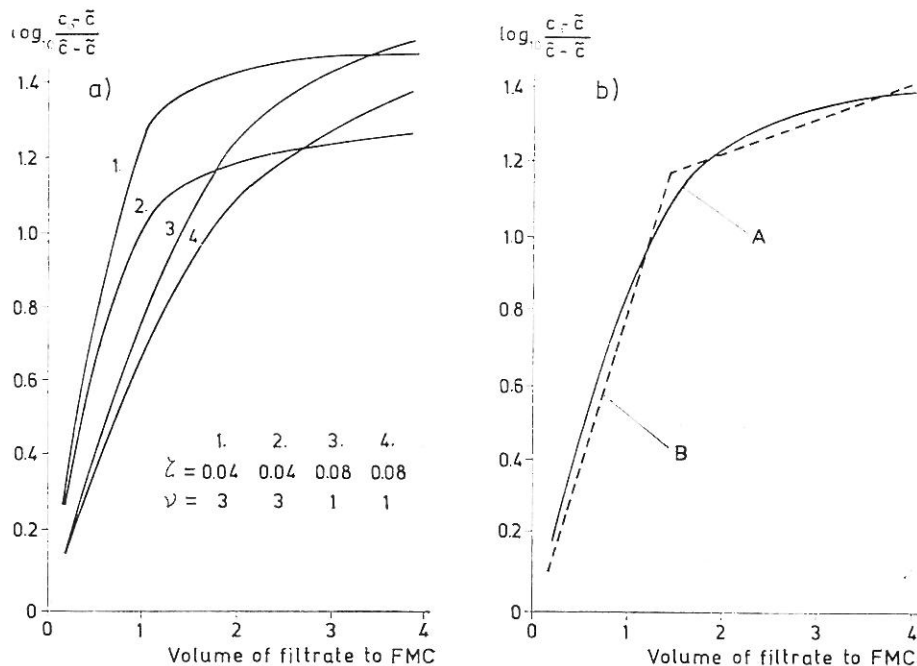 log₁₀ (c₀ - c̃)/(c̄ - c̃)
a)
1.4
1.2
1.0
0.8
0.6
0.4
0.2
0
1.
2.
3
4.
1. 2. 3. 4.
ζ = 0.04 0.04 0.08 0.08
ν = 3 3 1 1
0 1 2 3 4
Volume of filtrate to FMC
b)
1.4
1.2
1.0
0.8
0.6
0.4
0.2
0
A
B
0 1 2 3 4
Volume of filtrate to FMC